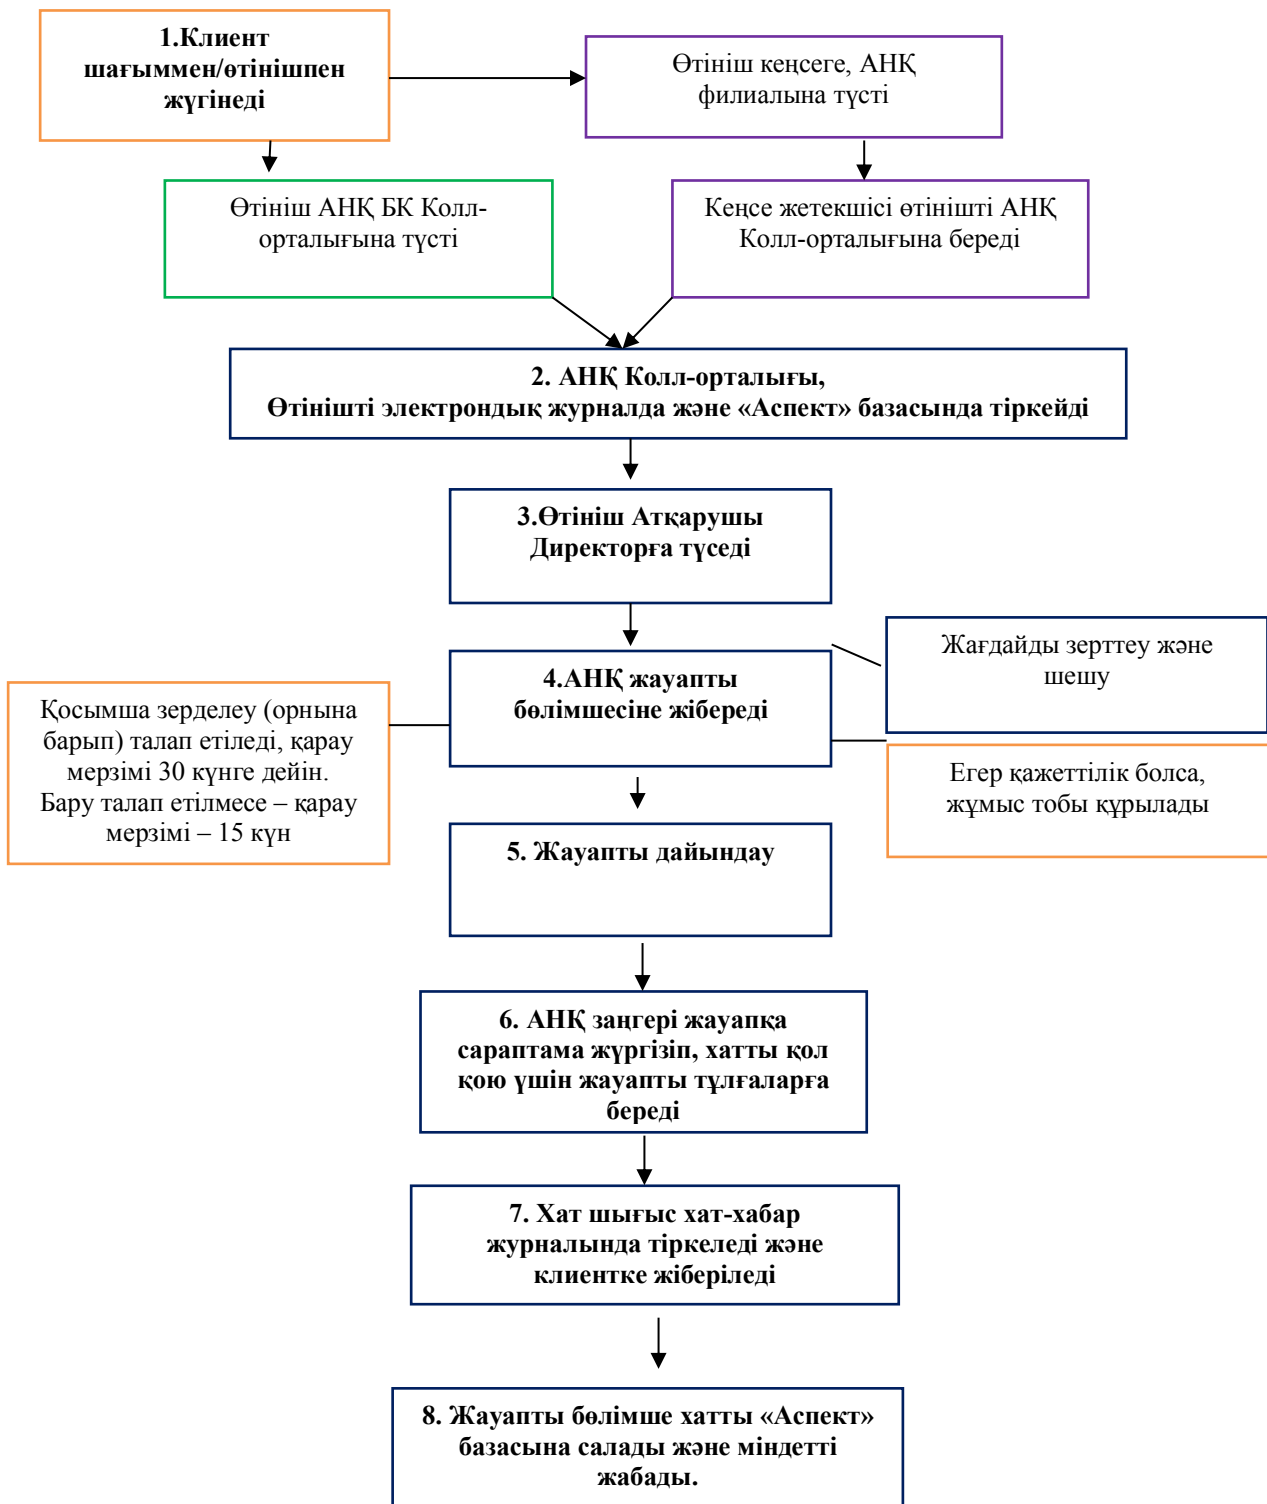 1.Клиент
шағыммен/өтінішпен
жүгінеді
Өтініш кеңсеге, АНҚ
филиалына түсті
Өтініш АНҚ БК Колл-
орталығына түсті
Кеңсе жетекшісі өтінішті АНҚ
Колл-орталығына береді
2. АНҚ Колл-орталығы,
Өтінішті электрондық журналда және «Аспект» базасында тіркейді
3.Өтініш Атқарушы
Директорға түседі
4.АНҚ жауапты
бөлімшесіне жібереді
Жағдайды зерттеу және
шешу
Қосымша зерделеу (орнына
барып) талап етіледі, қарау
мерзімі 30 күнге дейін.
Бару талап етілмесе – қарау
мерзімі – 15 күн
Егер қажеттілік болса,
жұмыс тобы құрылады
5. Жауапты дайындау
6. АНҚ заңгері жауапқа
сараптама жүргізіп, хатты қол
қою үшін жауапты тұлғаларға
береді
7. Хат шығыс хат-хабар
журналында тіркеледі және
клиентке жіберіледі
8. Жауапты бөлімше хатты «Аспект»
базасына салады және міндетті
жабады.